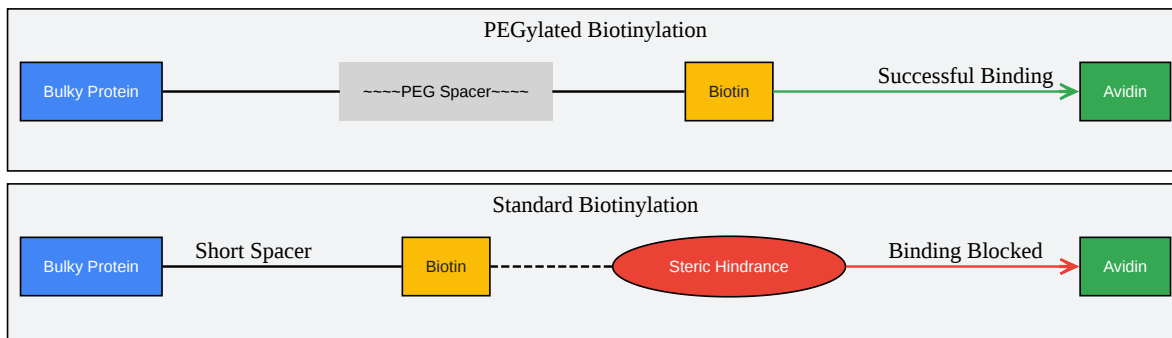 PEGylated Biotinylation
Bulky Protein
~~~~PEG Spacer~~~~
Biotin
Successful Binding
Avidin
Standard Biotinylation
Bulky Protein
Short Spacer
Biotin
Steric Hindrance
Binding Blocked
Avidin